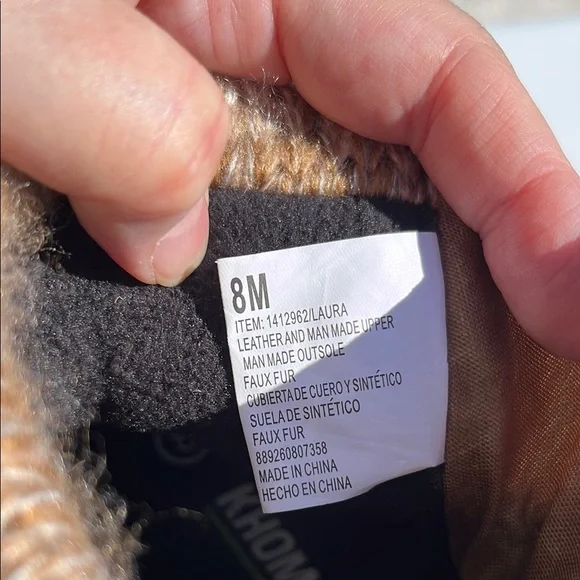 8M
ITEM: 1412962/LAURA
LEATHER AND MAN MADE UPPER
MAN MADE OUTSOLE
FAUX FUR
CUBIERTA DE CUERO Y SINTÉTICO
SUELA DE SINTÉTICO
FAUX FUR
889260807358
MADE IN CHINA
HECHO EN CHINA
KHOM